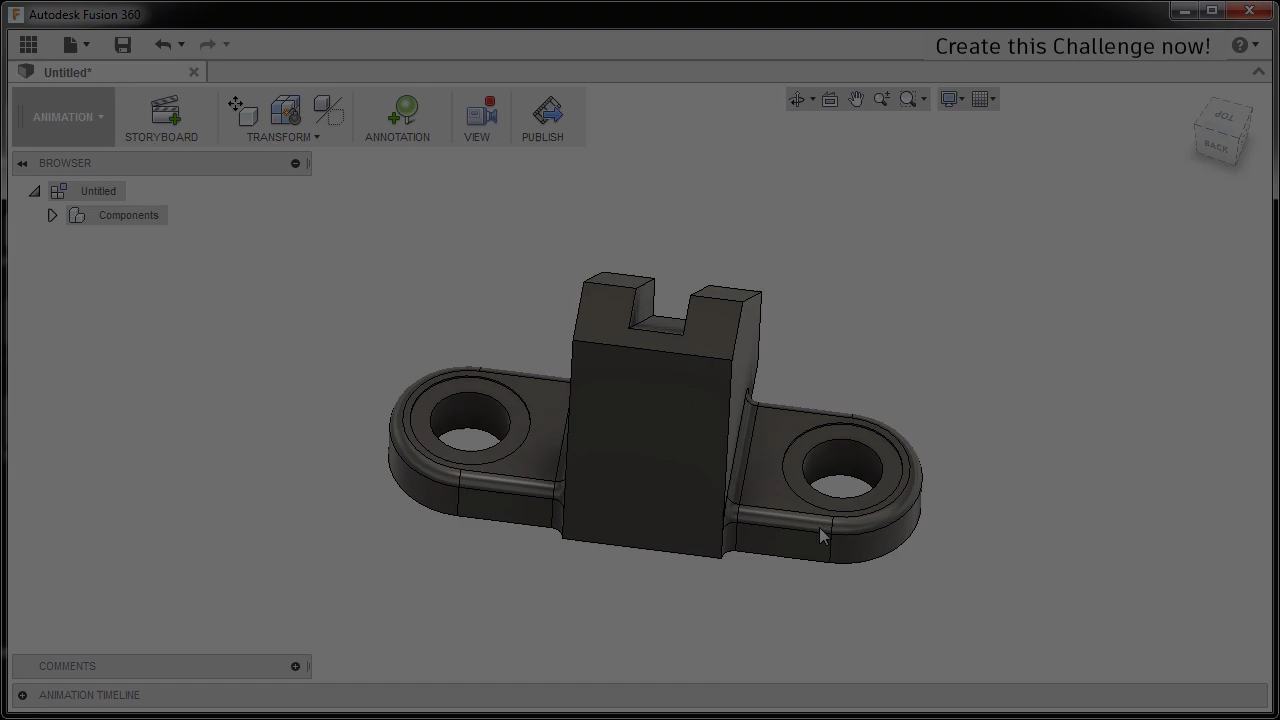 Autodesk Fusion 360
Create this Challenge now!
Untitled*
ANIMATION
STORYBOARD
TRANSFORM
ANNOTATION
VIEW
PUBLISH
TOP
BACK
BROWSER
Untitled
Components
COMMENTS
ANIMATION TIMELINE